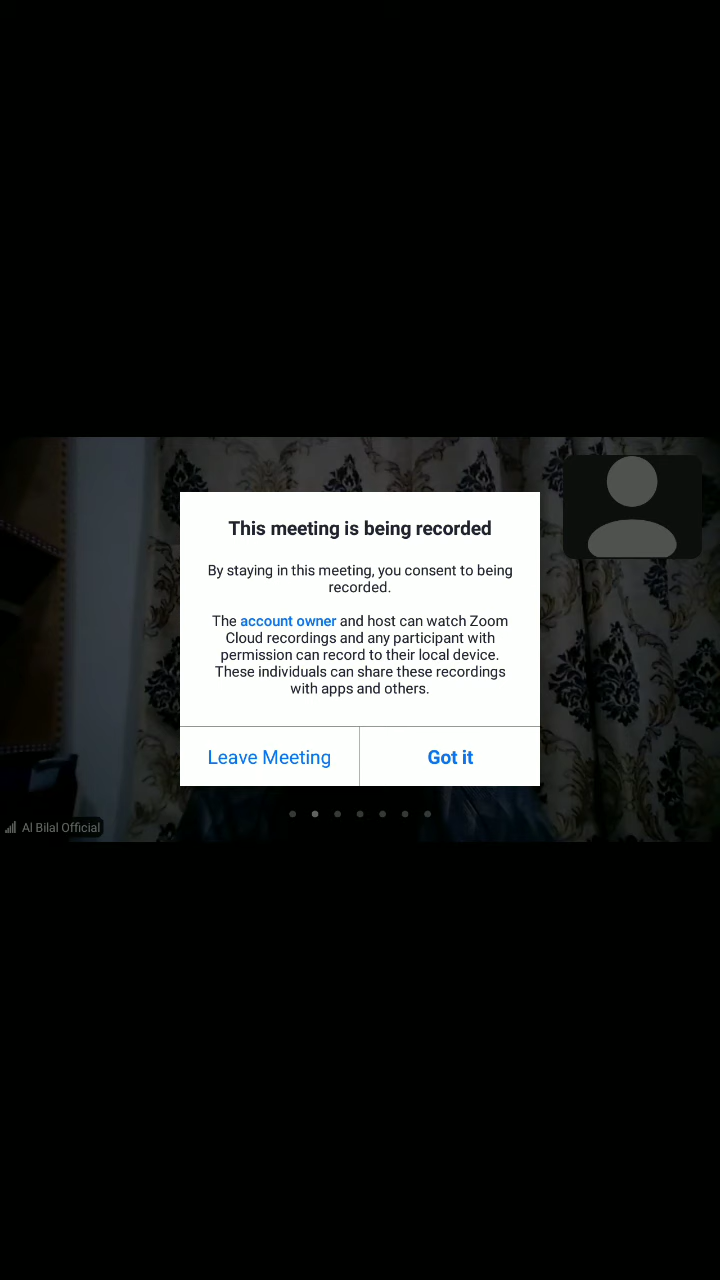 This meeting is being recorded
By staying in this meeting, you consent to being
recorded.
The account owner and host can watch Zoom
Cloud recordings and any participant with
permission can record to their local device.
These individuals can share these recordings
with apps and others.
Leave Meeting
Got it
Al Bilal Official